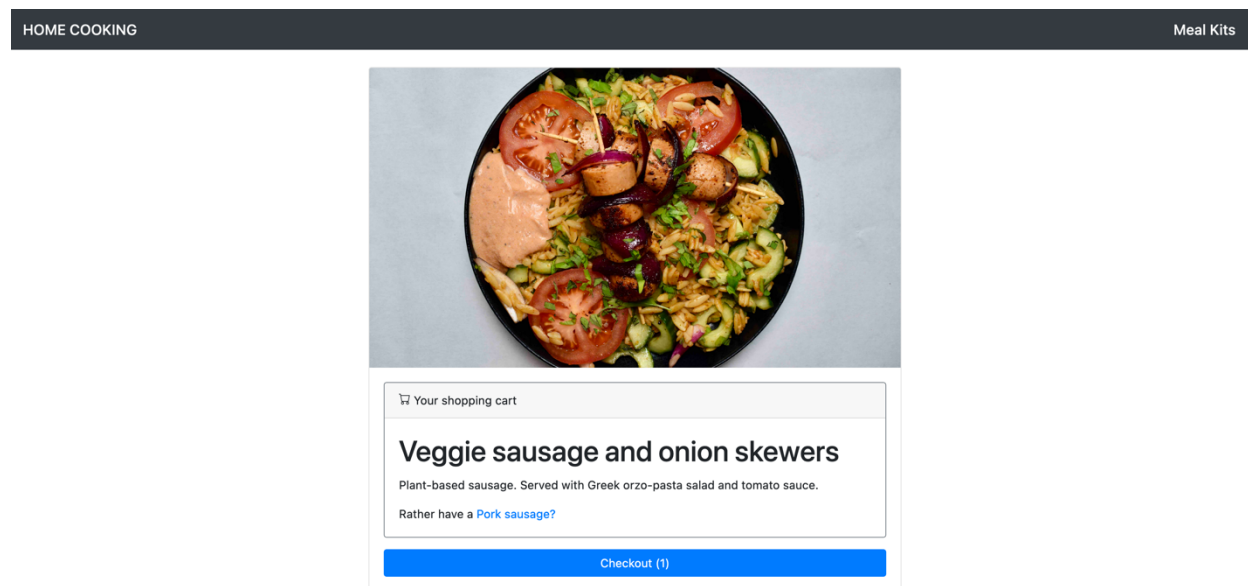 HOME COOKING
Meal Kits
Your shopping cart
Veggie sausage and onion skewers
Plant-based sausage. Served with Greek orzo-pasta salad and tomato sauce.
Rather have a Pork sausage?
Checkout (1)